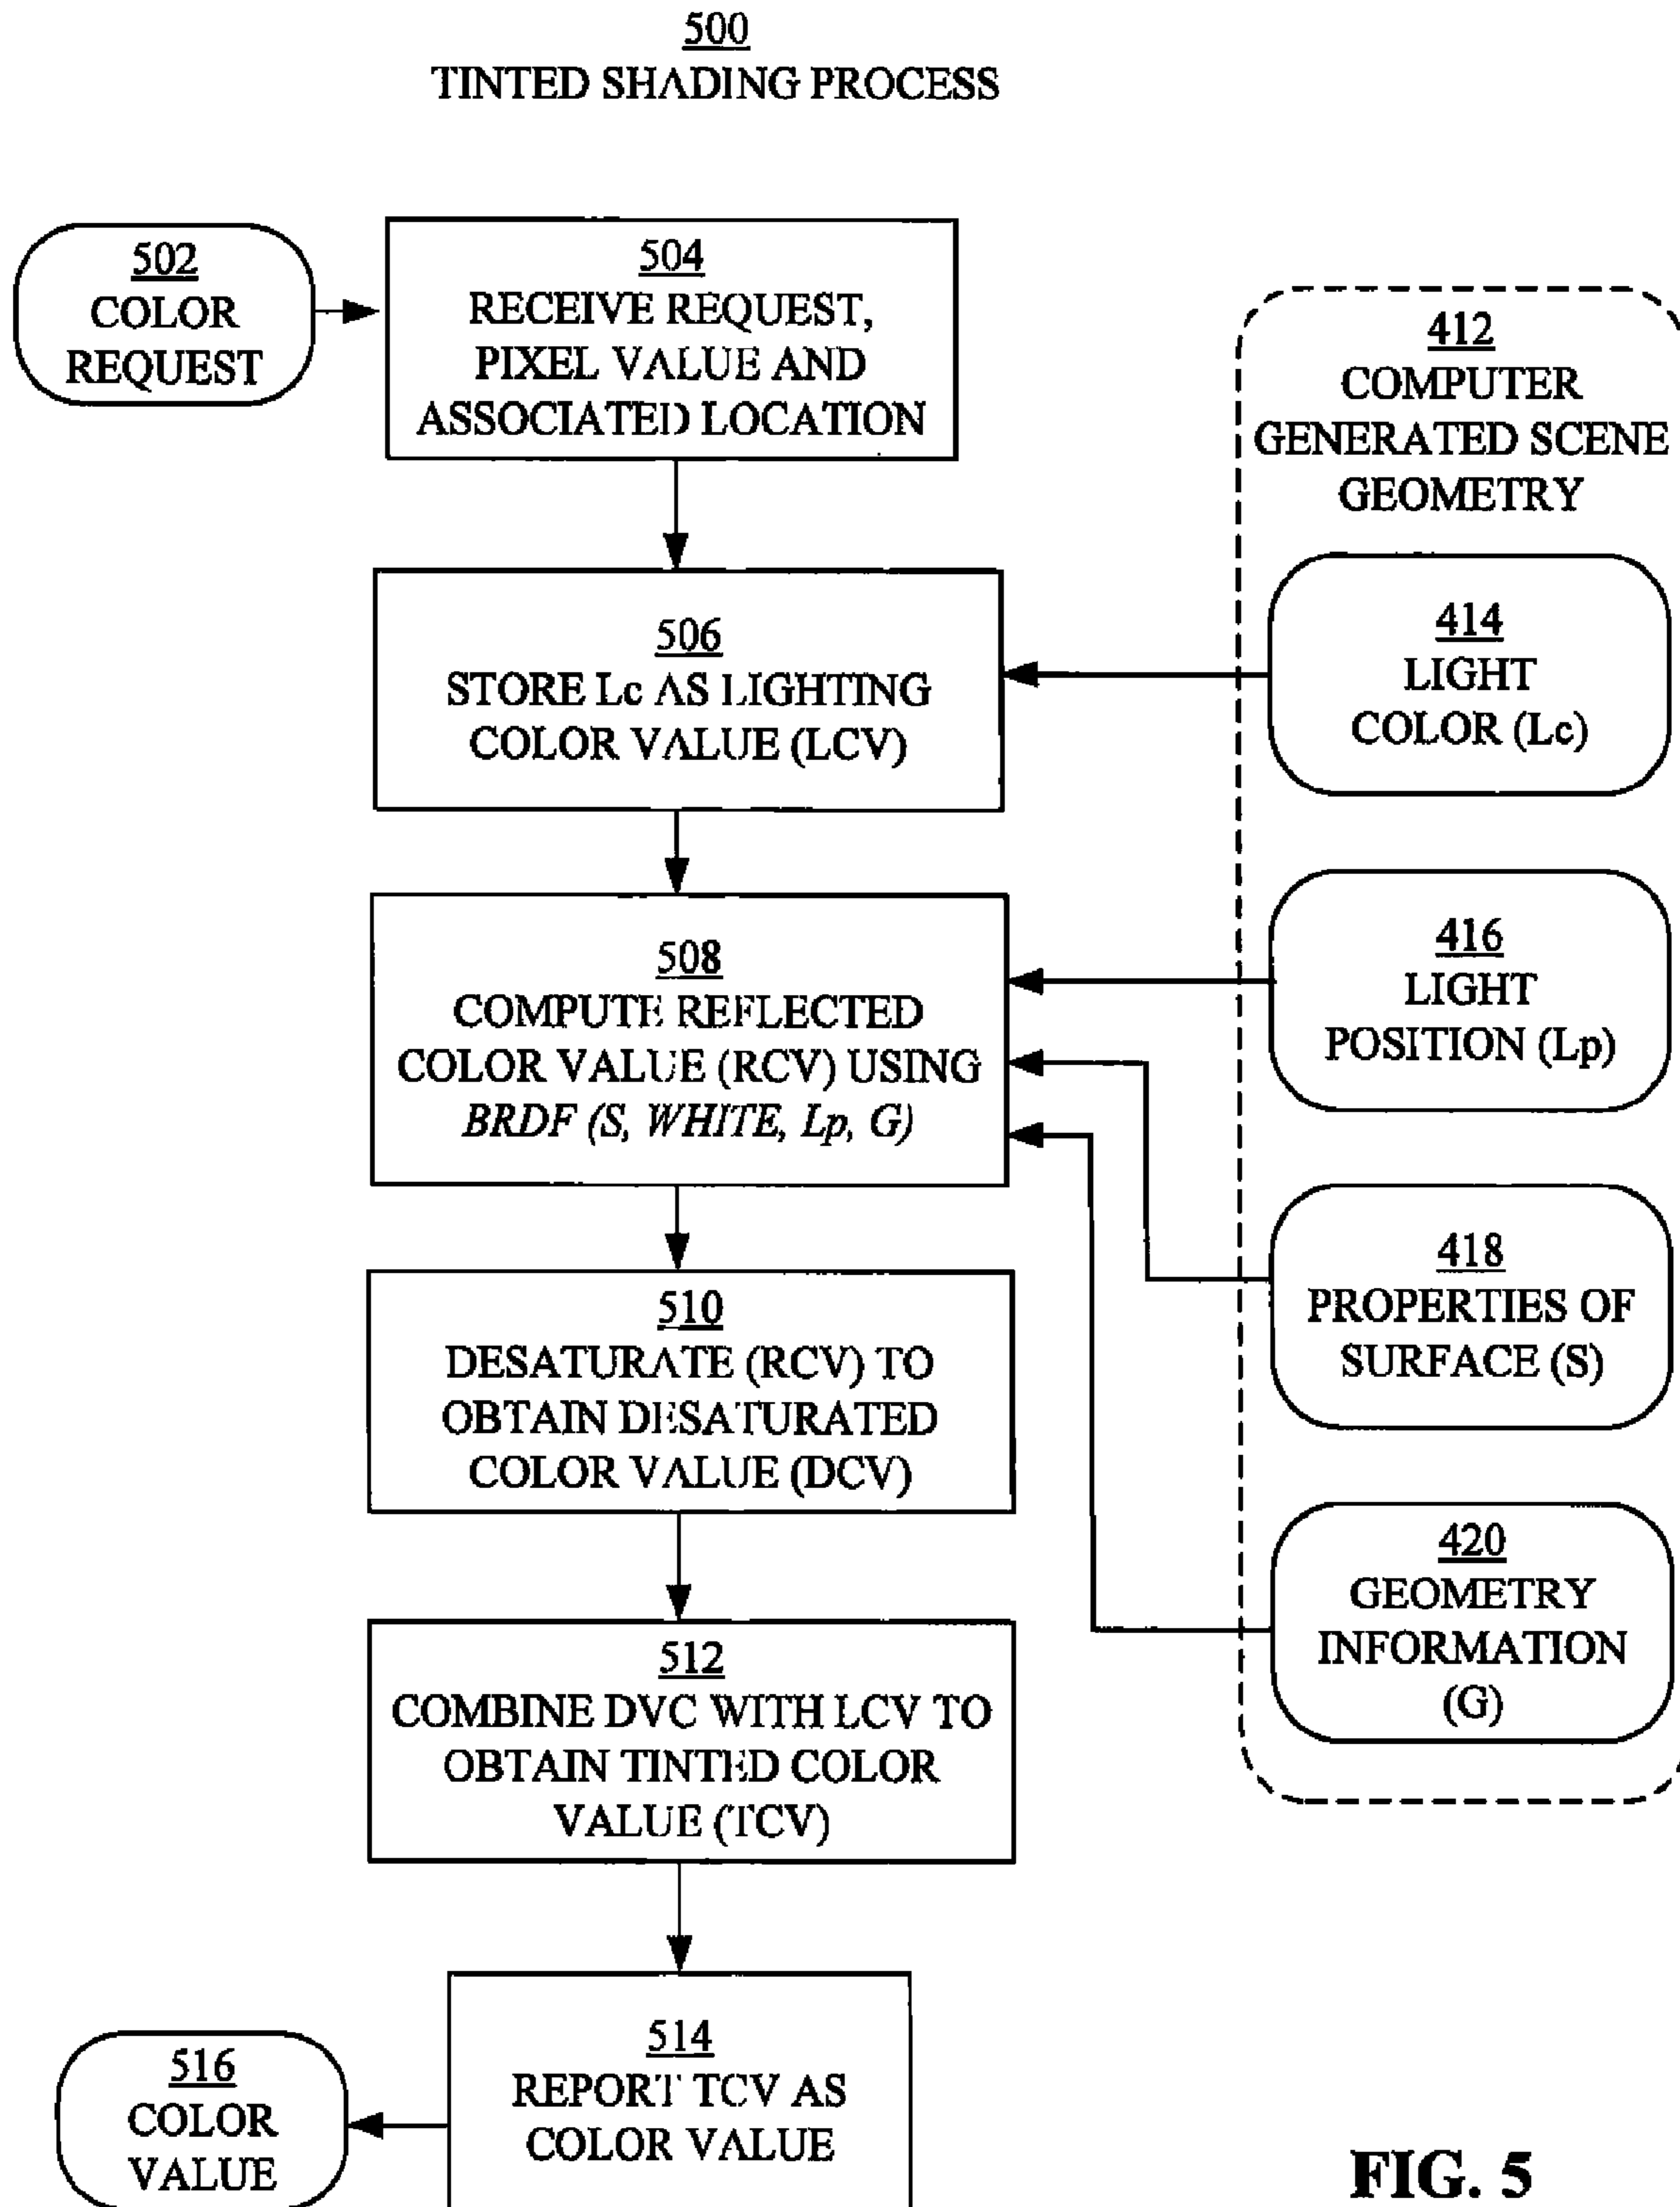 500
TINTED SHADING PROCESS
502
COLOR
REQUEST
504
RECEIVE REQUEST,
PIXEL VALUE AND
ASSOCIATED LOCATION
412
COMPUTER
GENERATED SCENE
GEOMETRY
506
STORE Lc AS LIGHTING
COLOR VALUE (LCV)
414
LIGHT
COLOR (Lc)
508
COMPUTE REFLECTED
COLOR VALUE (RCV) USING
BRDF (S, WHITE, Lp, G)
416
LIGHT
POSITION (Lp)
510
DESATURATE (RCV) TO
OBTAIN DESATURATED
COLOR VALUE (DCV)
418
PROPERTIES OF
SURFACE (S)
512
COMBINE DVC WITH LCV TO
OBTAIN TINTED COLOR
VALUE (TCV)
420
GEOMETRY
INFORMATION
(G)
514
REPORT TCV AS
COLOR VALUE
516
COLOR
VALUE
FIG. 5